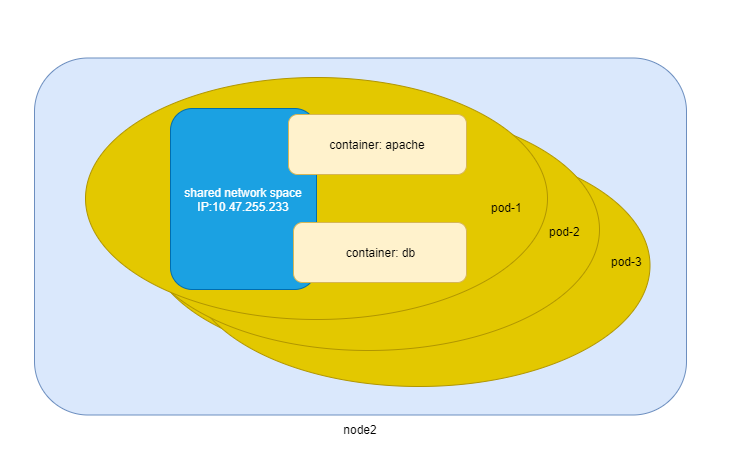 container: apache
shared network space
IP:10.47.255.233
pod-1
pod-2
container: db
pod-3
node2